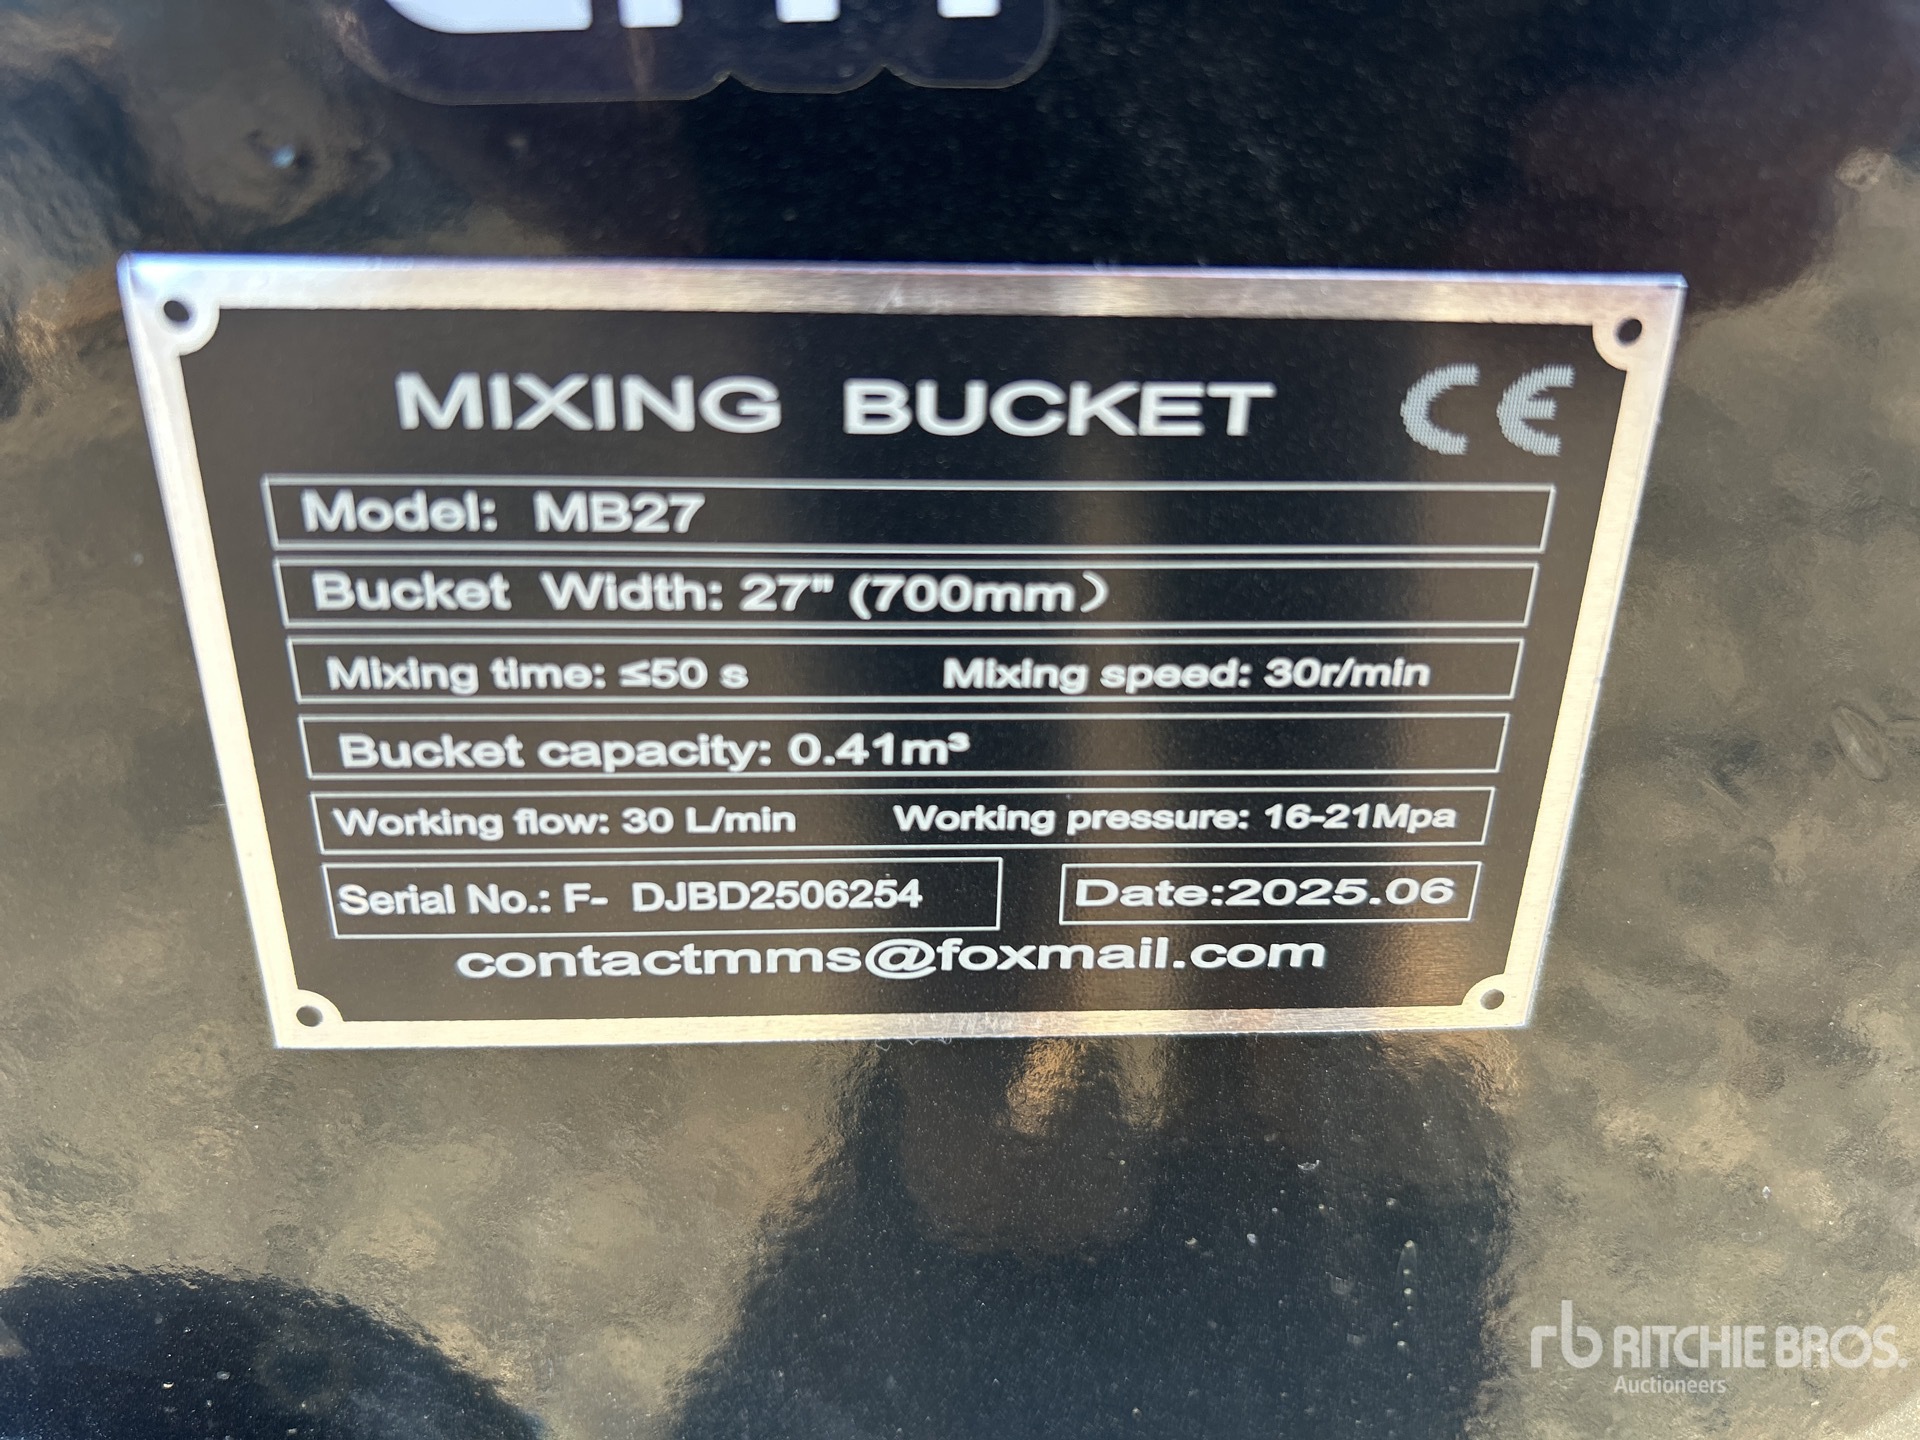 MIXING BUCKET CE
Model: MB27
Bucket Width: 27" (700mm)
Mixing time: ≤50 s Mixing speed: 30r/min
Bucket capacity: 0.41m³
Working flow: 30 L/min Working pressure: 16-21Mpa
Serial No.: F- DJBD2506254 Date:2025.06
contactmms@foxmail.com
rb RITCHIE BROS.
Auctioneers